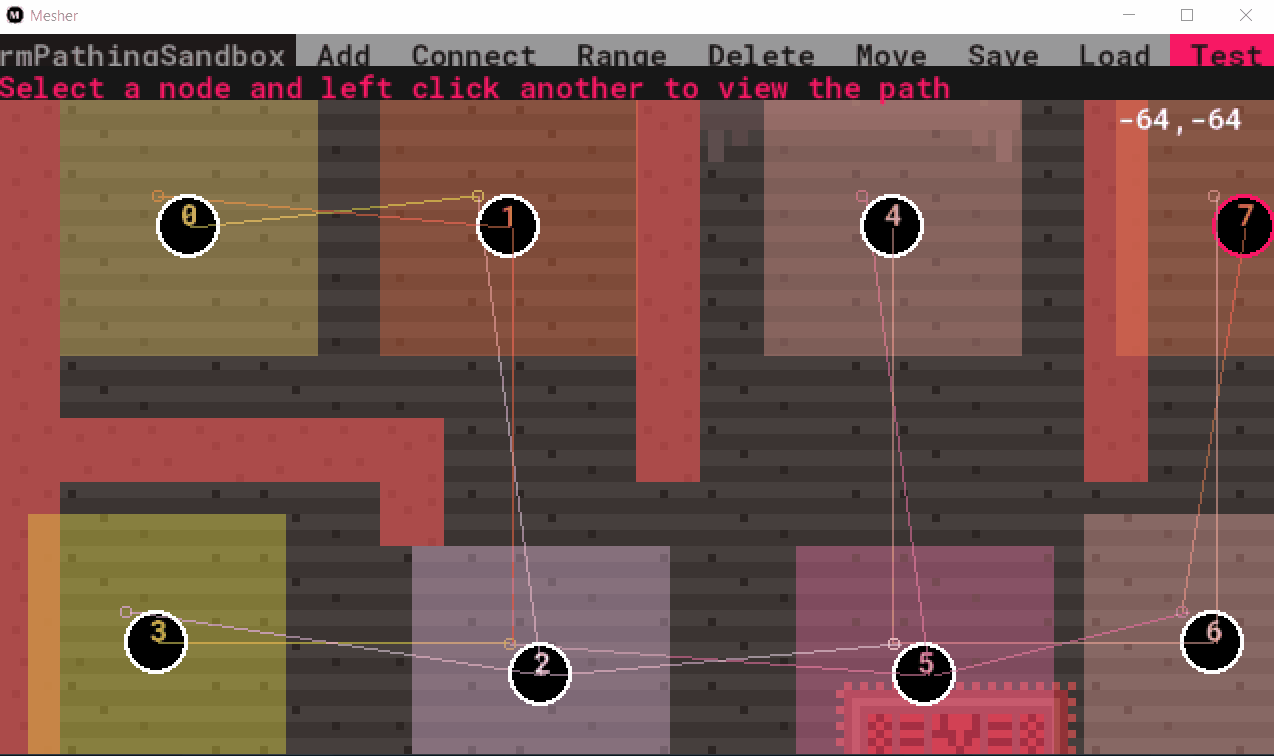 Mesher
rmPathingSandbox Add Connect Range Delete Move Save Load Test
Select a node and left click another to view the path
-64,-64
0 1 4 7
3 2 5 6